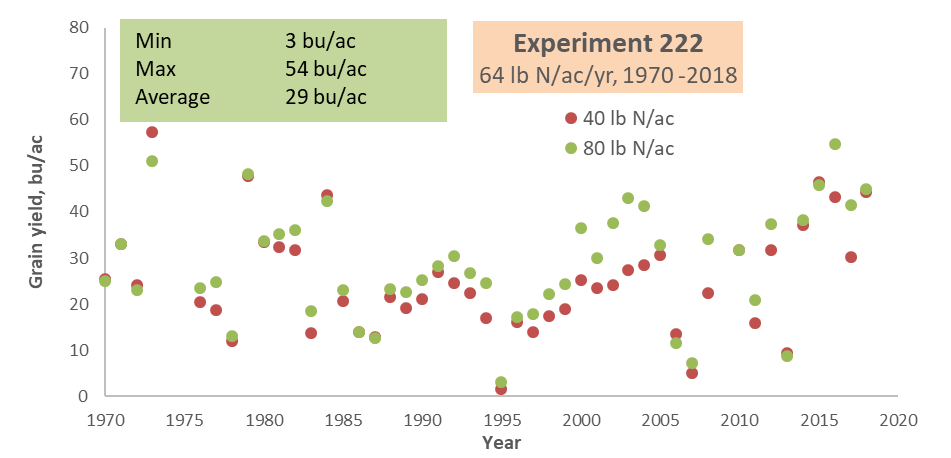 80
70
60
50
40
30
20
10
0
Grain yield, bu/ac
Min 3 bu/ac
Max 54 bu/ac
Average 29 bu/ac
Experiment 222
64 lb N/ac/yr, 1970 -2018
40 lb N/ac
80 lb N/ac
1970 1975 1980 1985 1990 1995 2000 2005 2010 2015 2020
Year